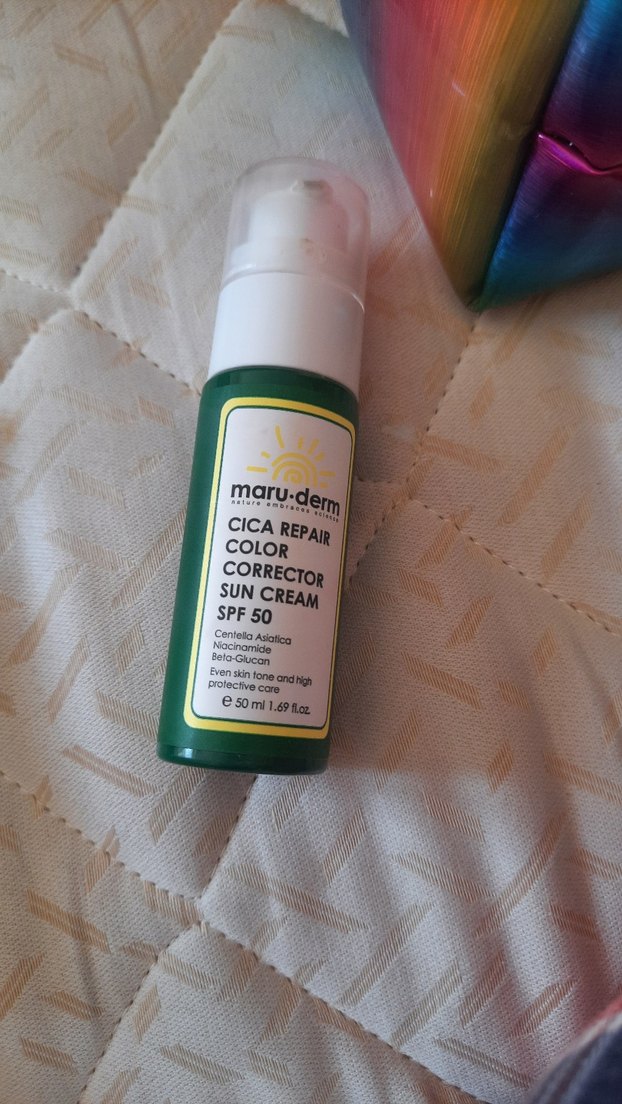 maru·derm
nature embraces science
CICA REPAIR
COLOR
CORRECTOR
SUN CREAM
SPF 50
Centella Asiatica
Niacinamide
Beta-Glucan
Even skin tone and high
protective care
e 50 ml 1.69 fl.oz.